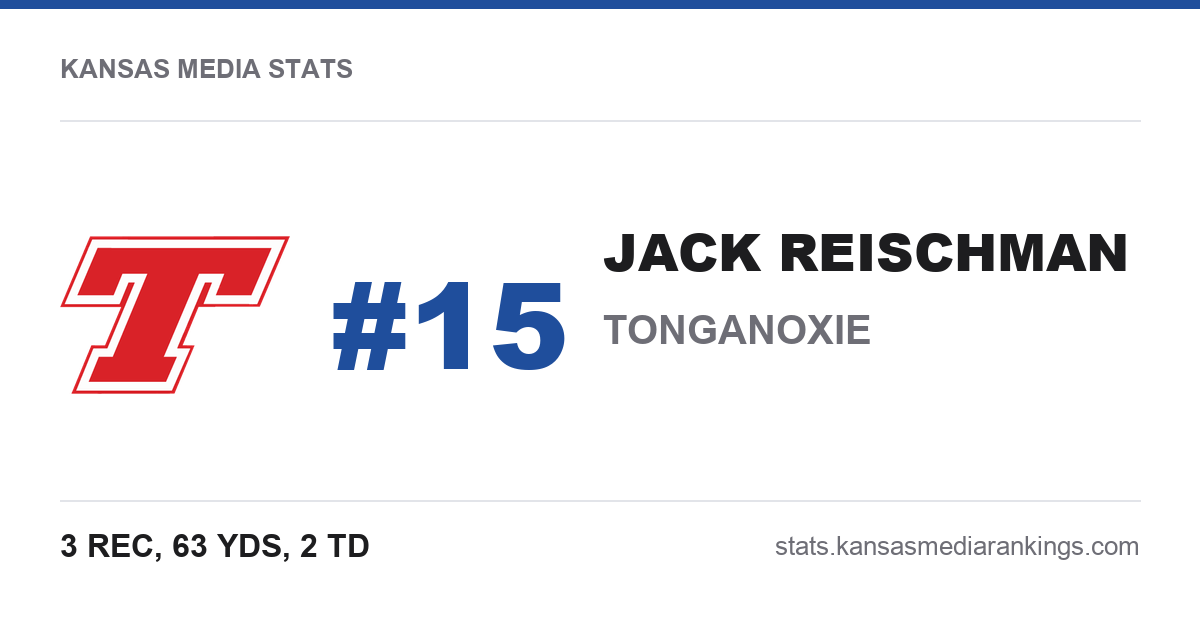 KANSAS MEDIA STATS
T
#15
JACK REISCHMAN
TONGANOXIE
3 REC, 63 YDS, 2 TD
stats.kansasmediarankings.com